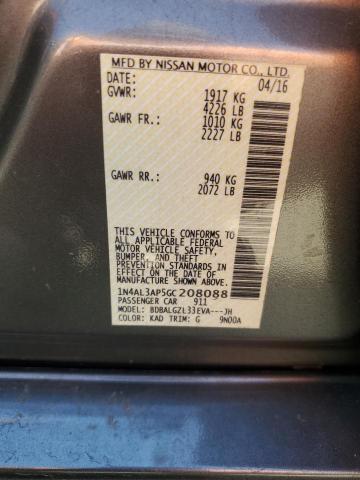 MFD BY NISSAN MOTOR CO., LTD.
DATE: 04/16
GVWR: 1917 KG
4226 LB
GAWR FR.: 1010 KG
2227 LB
GAWR RR.: 940 KG
2072 LB
THIS VEHICLE CONFORMS TO
ALL APPLICABLE FEDERAL
MOTOR VEHICLE SAFETY,
BUMPER, AND THEFT
PREVENTION STANDARDS
IN EFFECT ON THE DATE OF
MANUFACTURE SHOWN ABOVE.
1N4AL3AP5GC208088
PASSENGER CAR 911
MODEL: BDBALGZL33EVA---JH
COLOR: KAD TRIM: G 9N00A